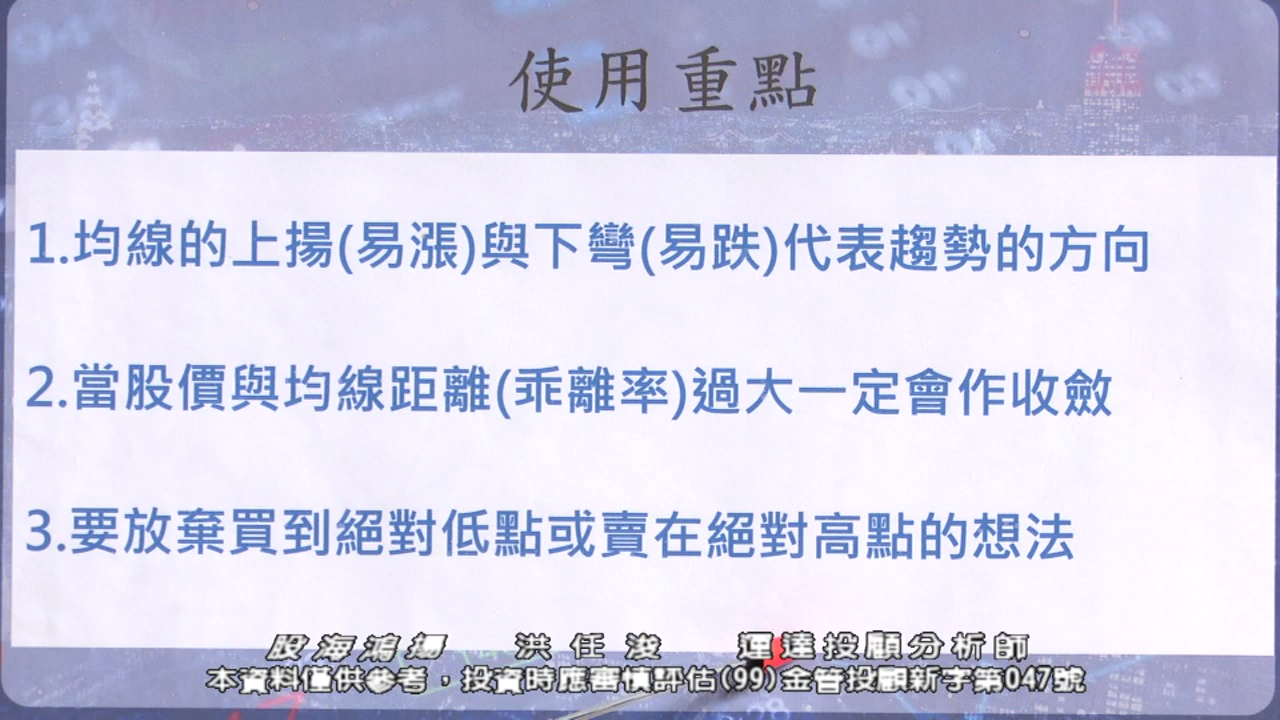 使用重點
1.均線的上揚(易漲)與下彎(易跌)代表趨勢的方向
2.當股價與均線距離(乖離率)過大一定會作收斂
3.要放棄買到絕對低點或賣在絕對高點的想法
股海鴻揚 洪任浚 運達投顧分析師
本資料僅供參考，投資時應審慎評估(99)金管投顧新字第047號